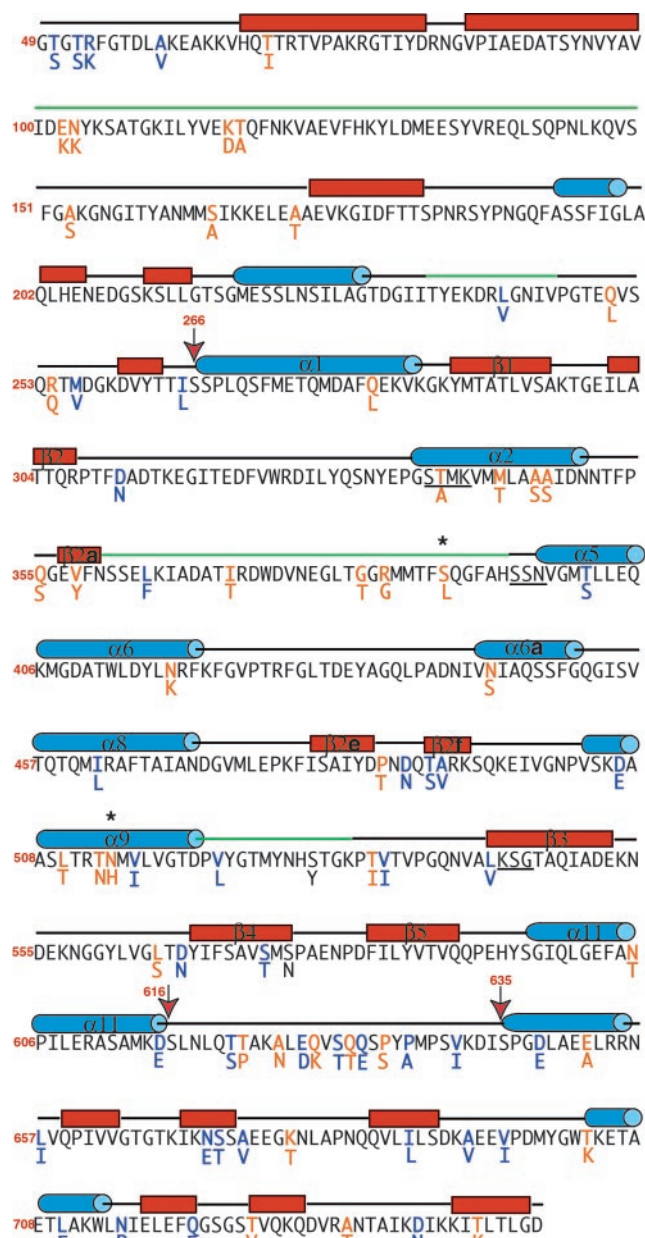 49 GTGTRFGTDLAKEAKKVHQTTRTVPAKRGTIYDRNGVPIAEDATSYNVYAV
S SK V I
100 IDENYKSATGKILYVEKTQFNKVAEVFHKYLDMEESYVREQLSQPNLKQVS
KK DA
151 FGAKGNGITYANMMSIKKELEAAEVKGIDFTTSPNRSYPNGQFASSFIGLA
S A T
202 QLHENEDGSKSLLGTSGMESSLNSILAGTDGIITYEKDRLGNIVPGTEQVS
V L
266
α1 β1
253 QRTMDGKDVYTTISSPLQSFMETQMDAFQEKVKGKYMTATLVSAKTGEILA
Q V L L
β2 α2
304 TTQRPTFDADTKEGITEDFVWRDILYQSNYEPGSTMKVMMLAAAIDNNTFP
N A T SS
*
β2a α5
355 QGEVFNSSELKIADATIRDWDVNEGLTGGRMMTFSQGFAHSSNVGMTLLEQ
S Y F T T G L S
α6 α6a
406 KMGDATWLDYLNRFKFGVPTRFGLTDEYAGQLPADNIVNIAQSSFGQGISV
K S
α8 β2e β2f
457 TQTQMIRAFTAIANDGVMLEPKFISAIYDPNDQTARKSQKEIVGNPVSKDA
L T N SV E
*
α9 β3
508 ASLTRTNMVLVGTDPVYGTMYNHSTGKPTIVTVPGQNVALKSGTAQIADEKN
T NH I L Y II V
β4 β5 α11
555 DEKNGGYLVGLTDYIFSAVSMSPAENPDFILYVTVQQPEHYSGIQLGEFAN
S N T N T
616 635
α11
606 PILERASAMKDSLNLQTTAKALEQVSQQSPYPMPSVKDISPGDLAEELRRN
E SP N DK TTE S A I E A
657 LVQPIVVGTGTKIKNSSAEEGKNLAPNQQVLILSDKAEEVPDMYGWTKETA
I ET V T L V I K
708 ETLAKWLNIELEFQGSGSTVQKQDVRANTAIKDIKKITLTLGD